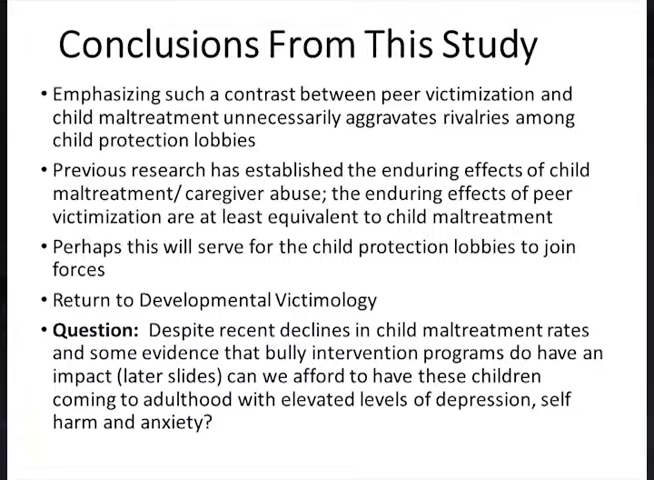 Conclusions From This Study
• Emphasizing such a contrast between peer victimization and
child maltreatment unnecessarily aggravates rivalries among
child protection lobbies
• Previous research has established the enduring effects of child
maltreatment/ caregiver abuse; the enduring effects of peer
victimization are at least equivalent to child maltreatment
• Perhaps this will serve for the child protection lobbies to join
forces
• Return to Developmental Victimology
• Question: Despite recent declines in child maltreatment rates
and some evidence that bully intervention programs do have an
impact (later slides) can we afford to have these children
coming to adulthood with elevated levels of depression, self
harm and anxiety?